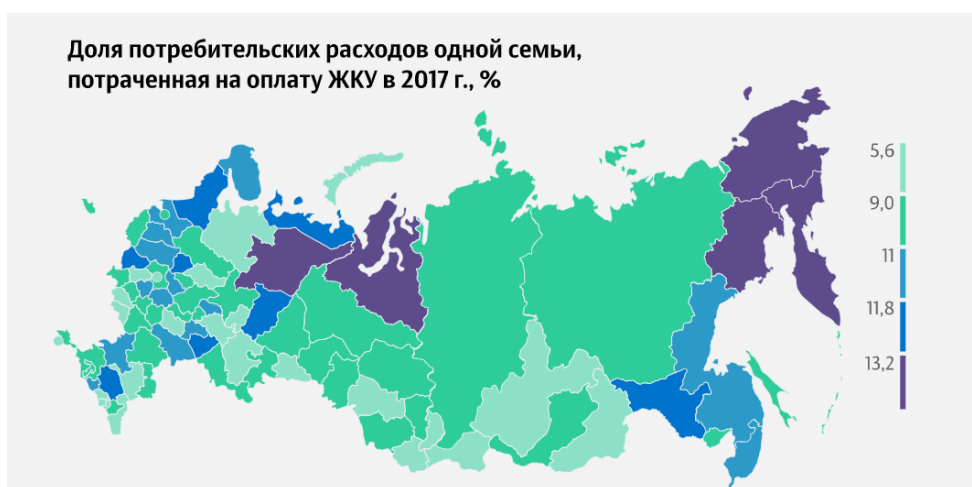 Доля потребительских расходов одной семьи,
потраченная на оплату ЖКУ в 2017 г., %
5,6
9,0
11
11,8
13,2